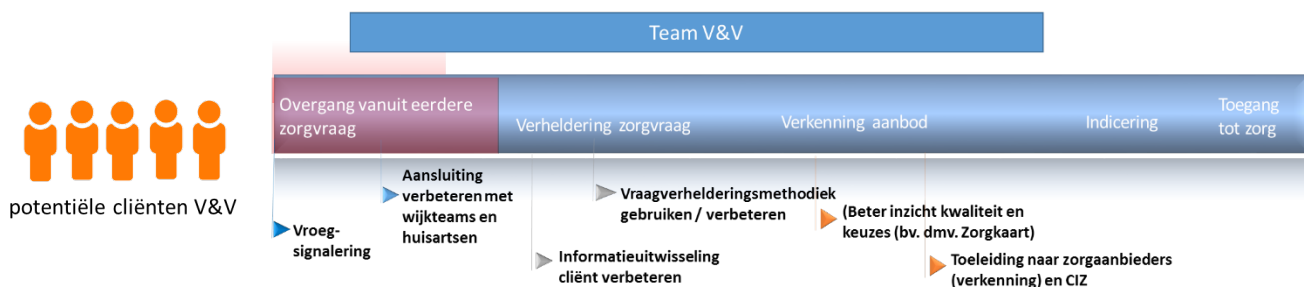 Team V&V
Overgang vanuit eerdere
zorgvraag
Verheldering zorgvraag
Verkenning aanbod
Indicering
Toegang
tot zorg
potentiële cliënten V&V
Vroeg-
signalering
Aansluiting
verbeteren met
wijkteams en
huisartsen
Informatieuitwisseling
cliënt verbeteren
Vraagverhelderingsmethodiek
gebruiken / verbeteren
(Beter inzicht kwaliteit en
keuzes (bv. dmv. Zorgkaart)
Toeleiding naar zorgaanbieders
(verkenning) en CIZ